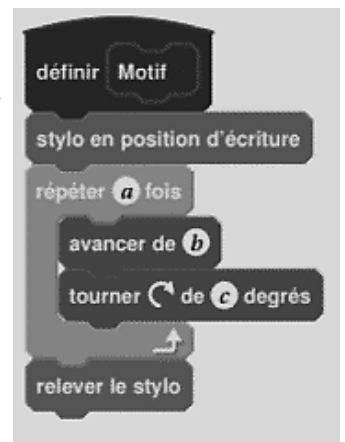 définir Motif
stylo en position d'écriture
répéter a fois
avancer de b
tourner de c degrés
relever le stylo